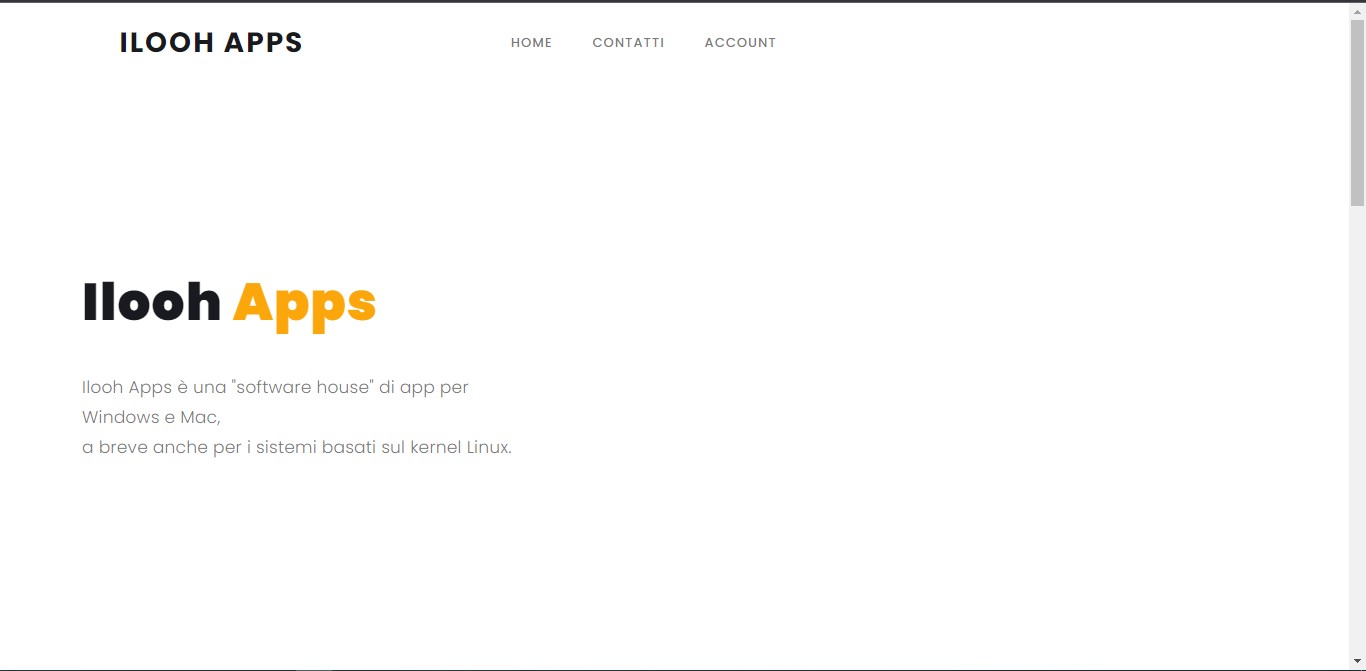 ILOOH APPS
HOME CONTATTI ACCOUNT
Ilooh Apps
Ilooh Apps è una "software house" di app per
Windows e Mac,
a breve anche per i sistemi basati sul kernel Linux.